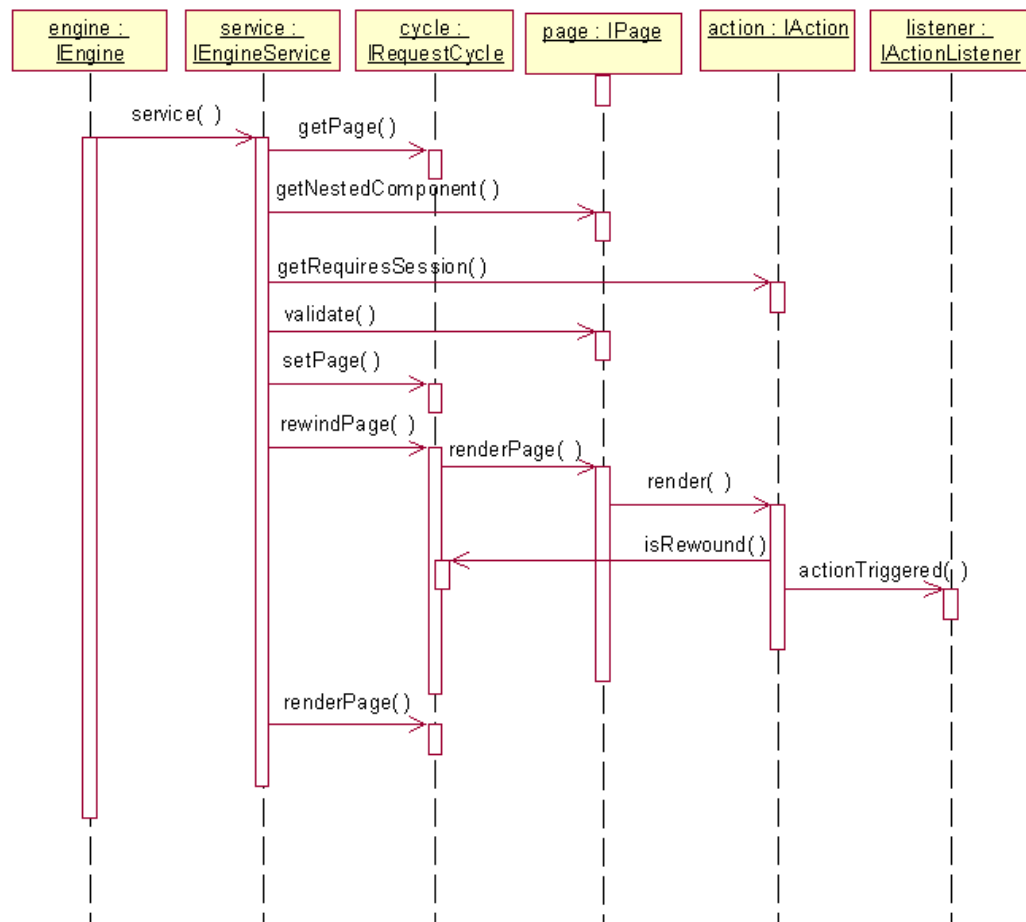 engine :
IEngine
service :
IEngineService
cycle :
IRequestCycle
page : IPage
action : IAction
listener :
IActionListener
service( )
getPage( )
getNestedComponent( )
getRequiresSession( )
validate( )
setPage( )
rewindPage( )
renderPage( )
render( )
isRewound( )
actionTriggered( )
renderPage( )